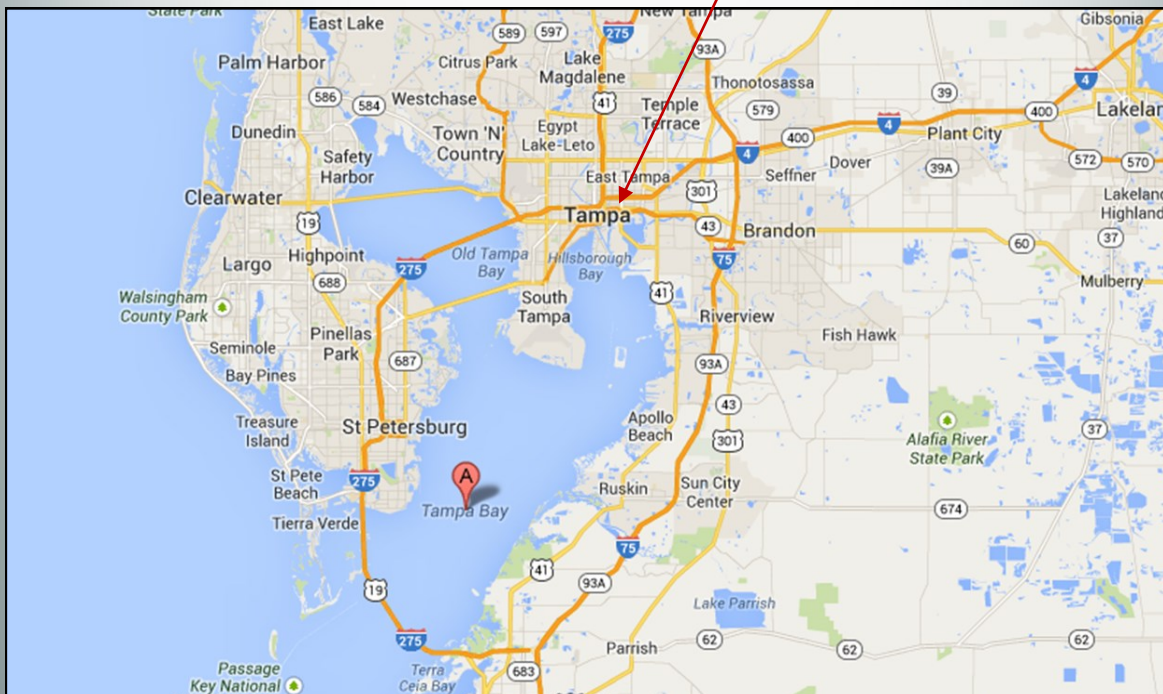 State Park
East Lake
New Tampa
Gibsonia
589
597
275
93A
Palm Harbor
Citrus Park
Lake
Magdalene
Thonotosassa
4
586
584
Westchase
41
Temple
Terrace
579
39
400
Lakelan
Dunedin
Town 'N'
Country
Egypt
Lake-Leto
4
400
4
Plant City
Safety
Harbor
East Tampa
301
Seffner
Dover
39A
572
570
Clearwater
19
Tampa
43
Brandon
Lakeland
Highland
37
60
Largo
Highpoint
275
Old Tampa
Bay
Hillsborough
Bay
75
688
41
Mulberry
Walsingham
County Park
South
Tampa
Riverview
Fish Hawk
Seminole
Pinellas
Park
687
93A
Bay Pines
43
Treasure
Island
St Petersburg
Apollo
Beach
301
Alafia River
State Park
37
St Pete
Beach
275
A
Tampa Bay
Ruskin
Sun City
Center
674
Tierra Verde
75
41
93A
19
Lake Parrish
275
Parrish
62
62
62
Passage
Key National
Terra
Ceia Bay
683